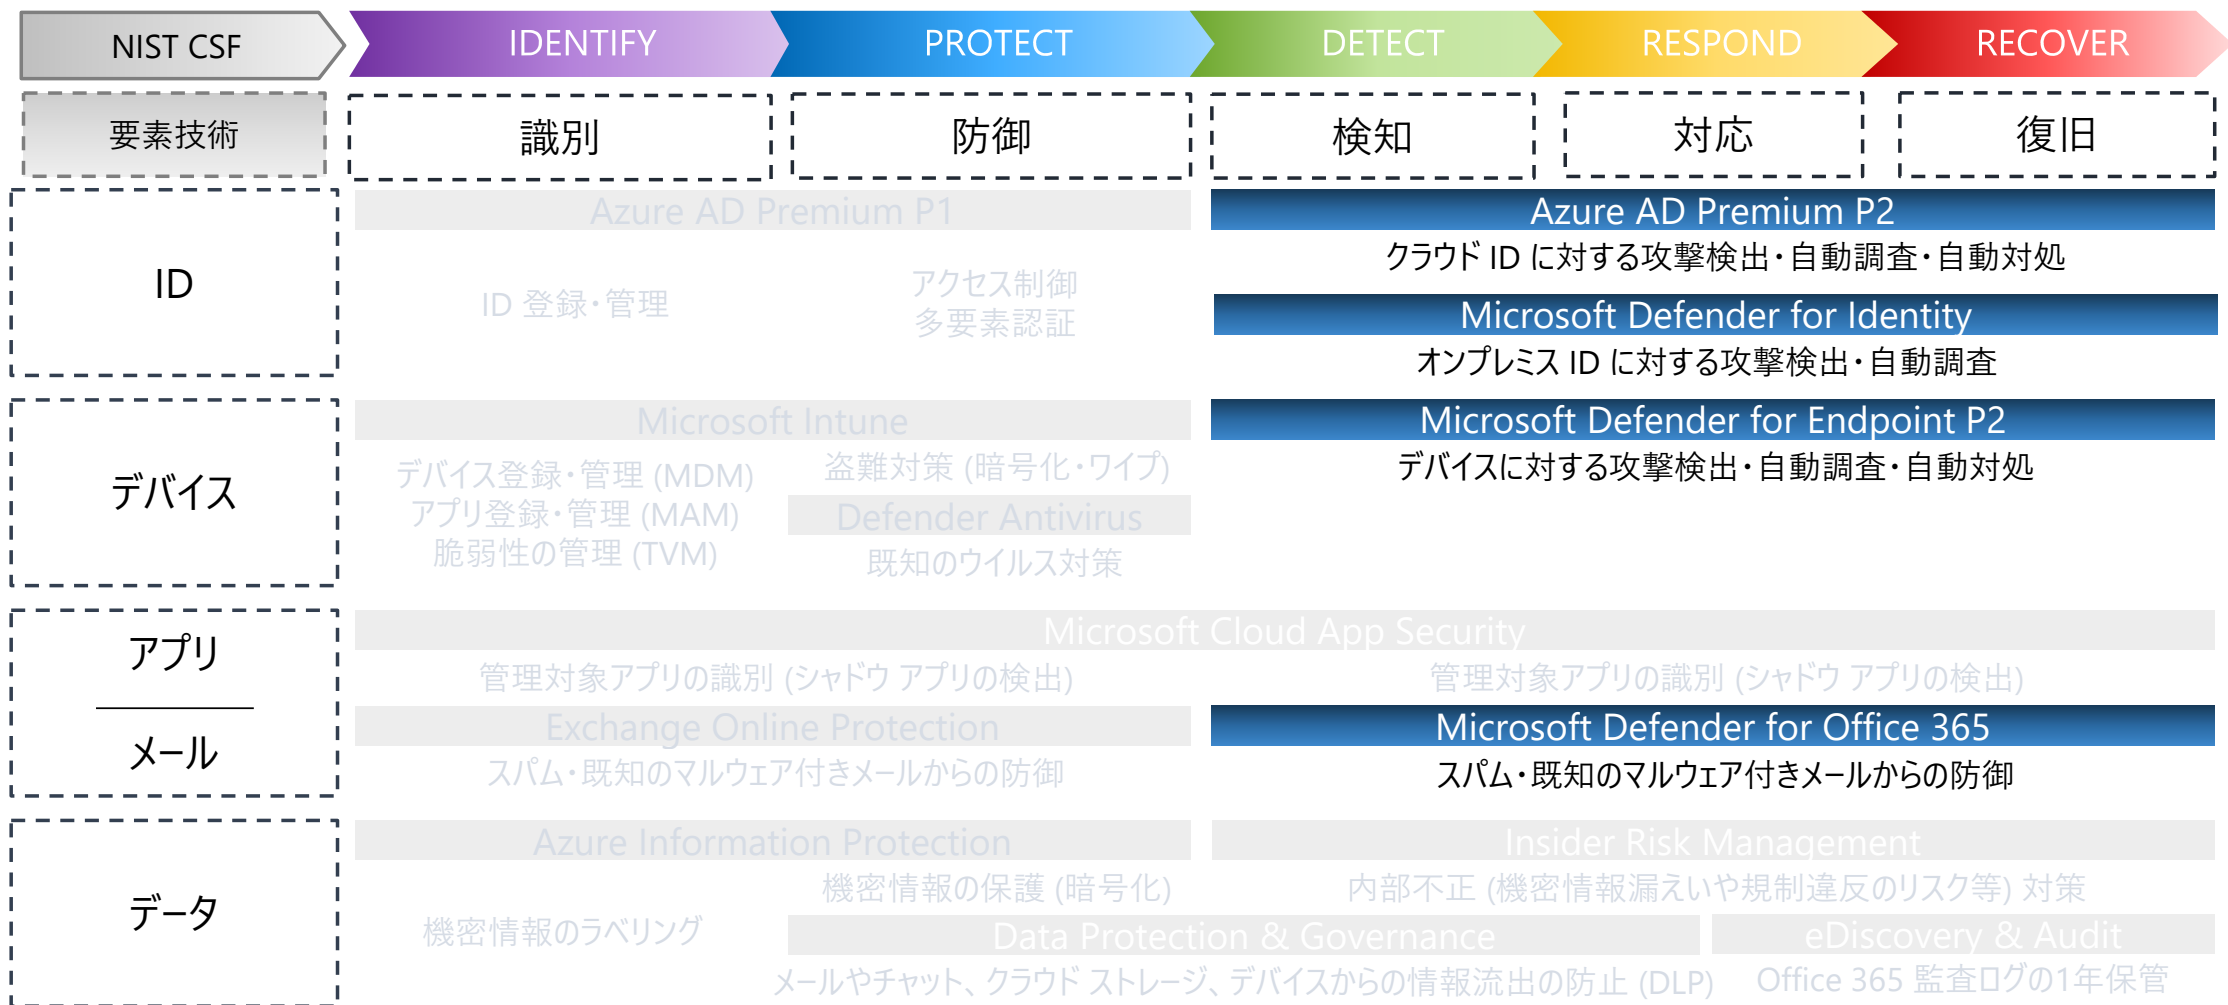 NIST CSF
IDENTIFY
PROTECT
DETECT
RESPOND
RECOVER
要素技術
識別
防御
検知
対応
復旧
ID
Azure AD Premium P1
ID 登録・管理
アクセス制御
多要素認証
Azure AD Premium P2
クラウド ID に対する攻撃検出・自動調査・自動対処
Microsoft Defender for Identity
オンプレミス ID に対する攻撃検出・自動調査
デバイス
Microsoft Intune
デバイス登録・管理 (MDM)
アプリ登録・管理 (MAM)
脆弱性の管理 (TVM)
盗難対策 (暗号化・ワイプ)
Defender Antivirus
既知のウイルス対策
Microsoft Defender for Endpoint P2
デバイスに対する攻撃検出・自動調査・自動対処
アプリ
メール
Microsoft Cloud App Security
管理対象アプリの識別 (シャドウ アプリの検出)
管理対象アプリの識別 (シャドウ アプリの検出)
Exchange Online Protection
スパム・既知のマルウェア付きメールからの防御
Microsoft Defender for Office 365
スパム・既知のマルウェア付きメールからの防御
データ
Azure Information Protection
機密情報のラベリング
機密情報の保護 (暗号化)
Insider Risk Management
内部不正 (機密情報漏えいや規制違反のリスク等) 対策
Data Protection & Governance
メールやチャット、クラウド ストレージ、デバイスからの情報流出の防止 (DLP)
eDiscovery & Audit
Office 365 監査ログの1年保管